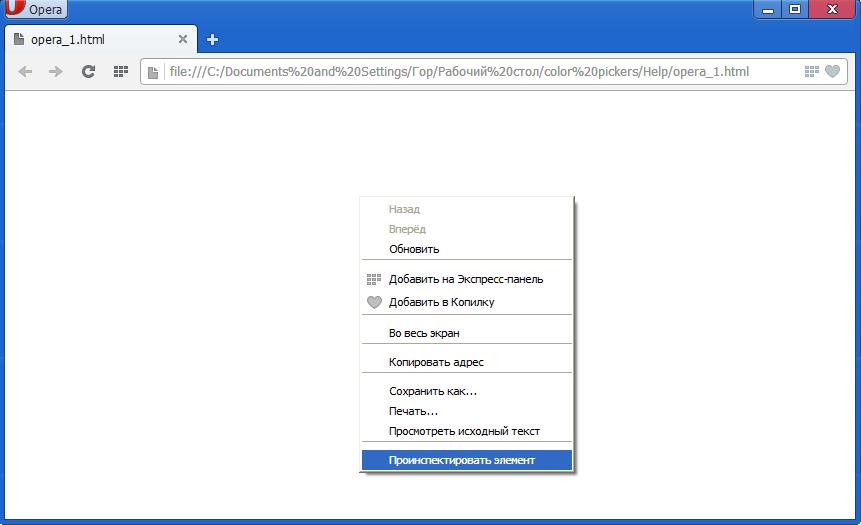 Opera
opera_1.html
file:///C:/Documents%20and%20Settings/Гор/Рабочий%20стол/color%20pickers/Help/opera_1.html
Назад
Вперёд
Обновить
Добавить на Экспресс-панель
Добавить в Копилку
Во весь экран
Копировать адрес
Сохранить как...
Печать...
Просмотреть исходный текст
Проинспектировать элемент